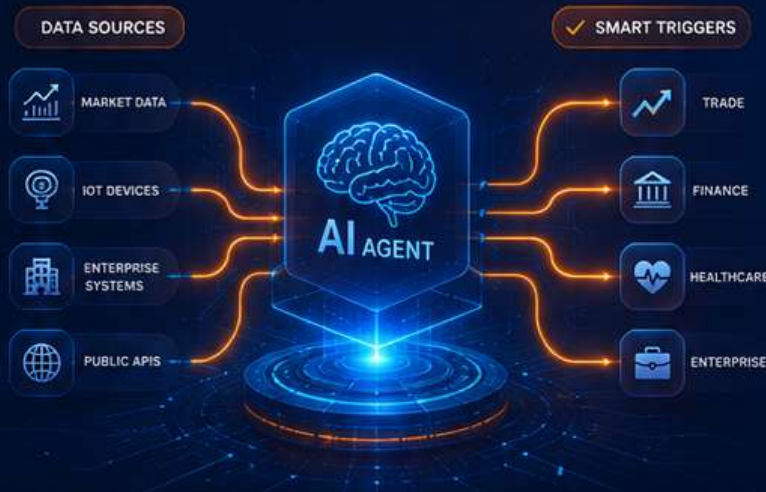 DATA SOURCES
SMART TRIGGERS
MARKET DATA
IOT DEVICES
ENTERPRISE
SYSTEMS
PUBLIC APIS
AI AGENT
TRADE
FINANCE
HEALTHCARE
ENTERPRISE